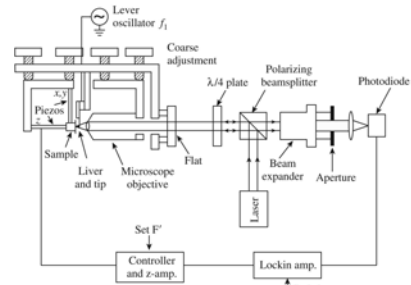 Lever
oscillator f₁
Coarse
adjustment
x,y
Piezos
z
Sample
Liver
and tip
Microscope
objective
Flat
λ/4 plate
Polarizing
beamsplitter
Laser
Beam
expander
Aperture
Photodiode
Set F'
Controller
and z-amp.
Lockin amp.